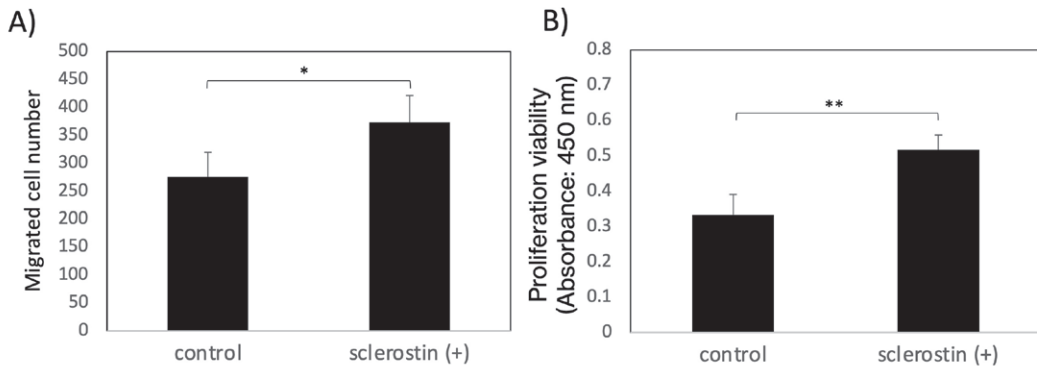 A)
Migrated cell number
500
450
400
350
300
250
200
150
100
50
0
*
control
sclerostin (+)
B)
Proliferation viability
(Absorbance: 450 nm)
0.8
0.7
0.6
0.5
0.4
0.3
0.2
0.1
0
**
control
sclerostin (+)